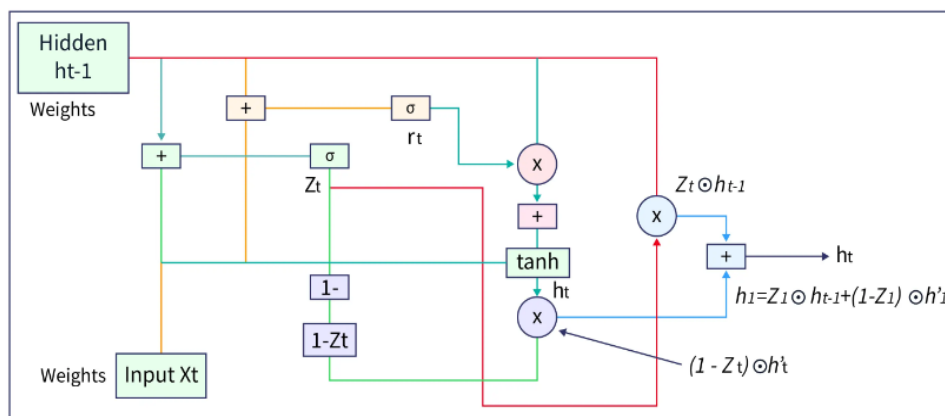 Hidden
ht-1
Weights
+
σ
rt
+
σ
Zt
x
+
tanh
ht
x
1-
1-Zt
Weights
Input Xt
x
Zt ⊙ ht-1
+
ht
h1=Z1 ⊙ ht-1+(1-Z1) ⊙ h'1
(1 - Zt) ⊙ h't